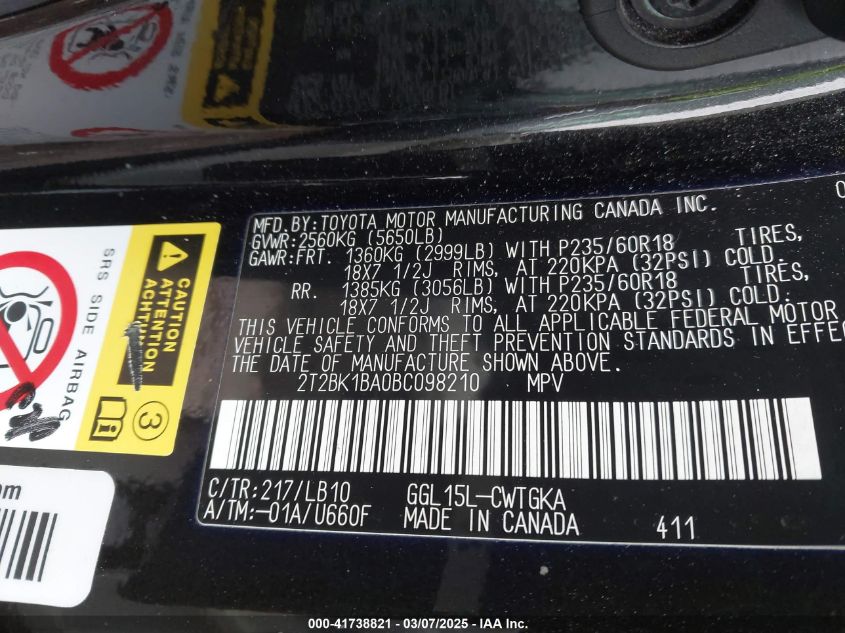 MFD.BY:TOYOTA MOTOR MANUFACTURING CANADA INC.
GVWR:2560KG (5650LB)
GAWR:FRT. 1360KG (2999LB) WITH P235/60R18 TIRES,
18X7 1/2J RIMS, AT 220KPA (32PSI) COLD.
RR. 1385KG (3056LB) WITH P235/60R18 TIRES,
18X7 1/2J RIMS, AT 220KPA (32PSI) COLD.
THIS VEHICLE CONFORMS TO ALL APPLICABLE FEDERAL MOTOR
VEHICLE SAFETY AND THEFT PREVENTION STANDARDS IN EFFE
THE DATE OF MANUFACTURE SHOWN ABOVE.
2T2BK1BA0BC098210 MPV
C/TR:217/LB10 GGL15L-CWTGKA
A/TM:-01A/U660F MADE IN CANADA 411
SRS SIDE AIRBAG
CAUTION
ATTENTION
ACHTUNG
3
000-41738821 - 03/07/2025 - IAA Inc.